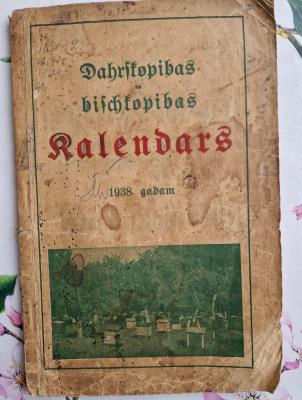 Dahrſkopibas
un
biſchkopibas
Kalendars
1938. gadam